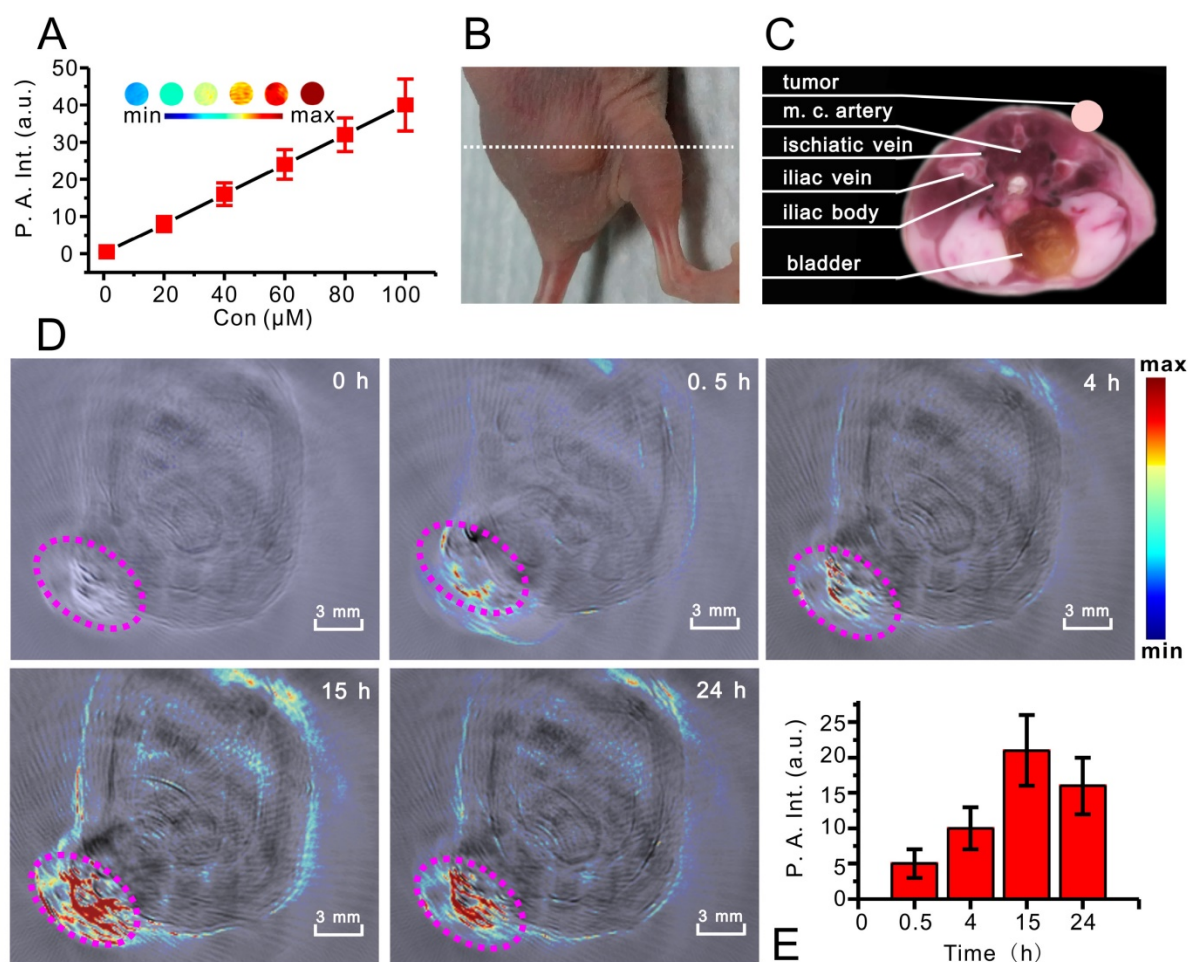 A
P. A. Int. (a.u.)
50
40
30
20
10
0
min
max
0 20 40 60 80 100
Con (μM)
B
C
tumor
m. c. artery
ischiatic vein
iliac vein
iliac body
bladder
D
0 h
3 mm
0.5 h
3 mm
4 h
3 mm
max
min
15 h
3 mm
24 h
3 mm
E
P. A. Int. (a.u.)
25
20
15
10
5
0
0 0.5 4 15 24
Time (h)